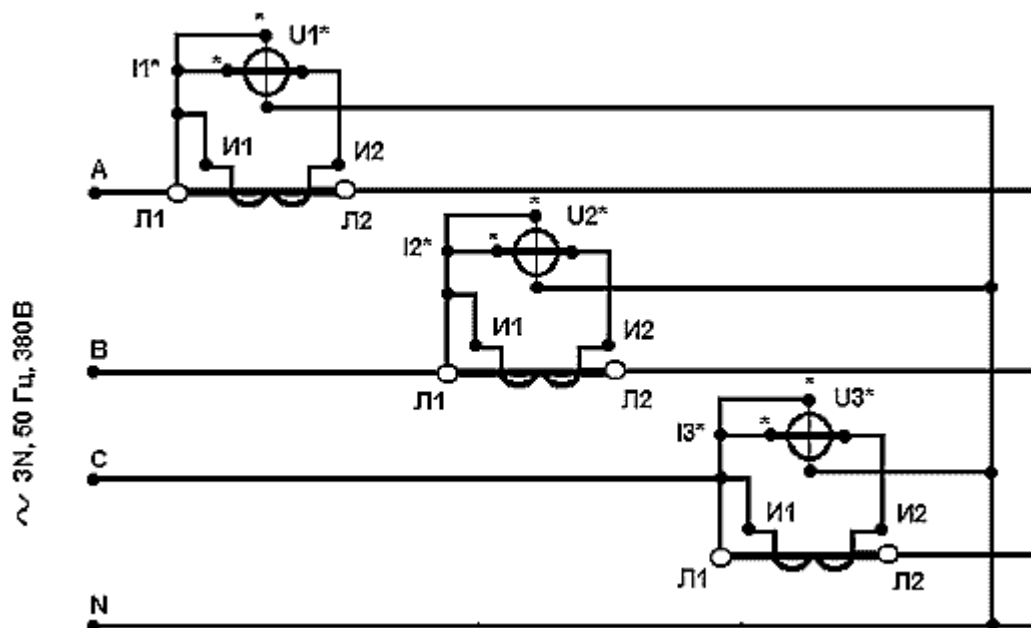 * U1*
I1* *
И1 И2
A
Л1 Л2
* U2*
I2* *
И1 И2
B
Л1 Л2
* U3*
I3* *
C
И1 И2
Л1 Л2
N
~ 3N, 50 Гц, 380В